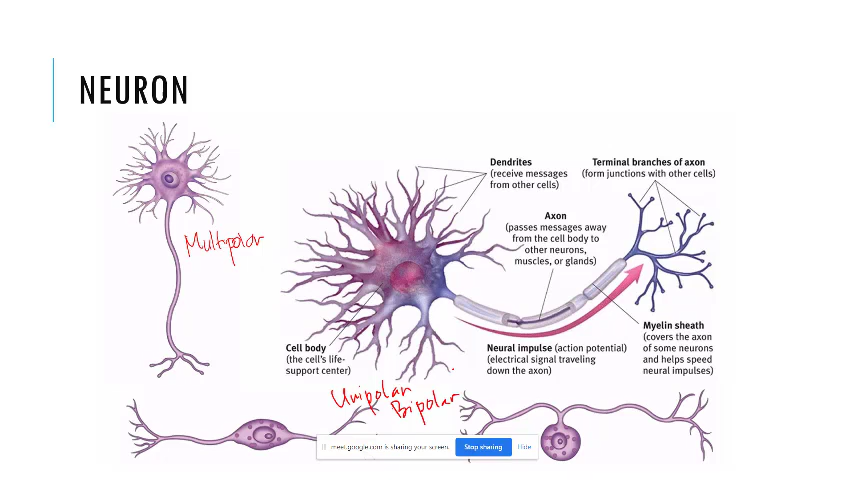 NEURON
Dendrites
(receive messages
from other cells)
Terminal branches of axon
(form junctions with other cells)
Axon
(passes messages away
from the cell body to
other neurons,
muscles, or glands)
Multipolar
Cell body
(the cell's life-
support center)
Neural impulse (action potential)
(electrical signal traveling
down the axon)
Myelin sheath
(covers the axon
of some neurons
and helps speed
neural impulses)
Unipolar
Bipolar
meet.google.com is sharing your screen.
Stop sharing
Hide